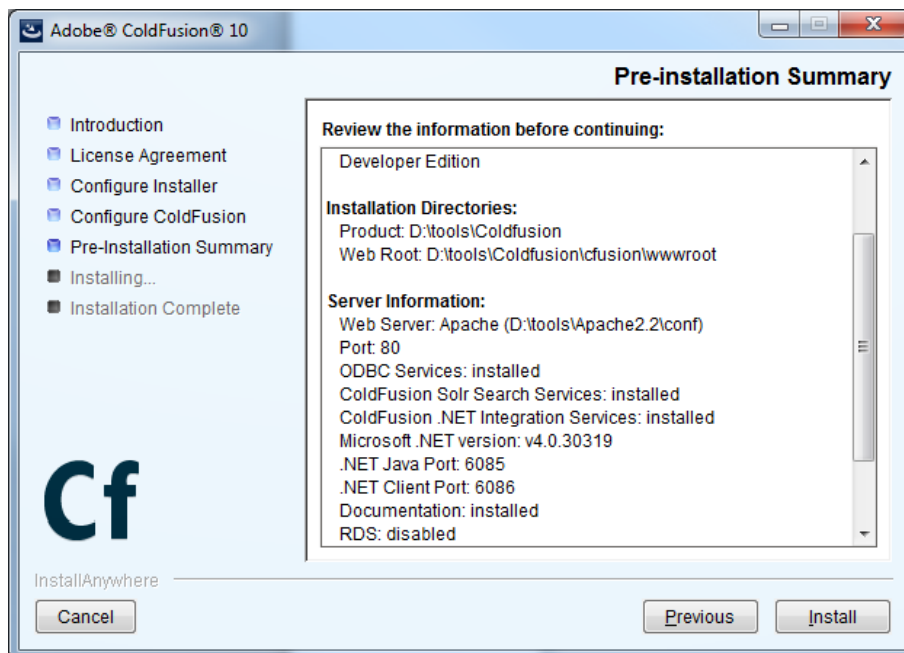 Adobe® ColdFusion® 10
Pre-installation Summary
Introduction
License Agreement
Configure Installer
Configure ColdFusion
Pre-Installation Summary
Installing...
Installation Complete
Review the information before continuing:
Developer Edition
Installation Directories:
Product: D:\tools\Coldfusion
Web Root: D:\tools\Coldfusion\cfusion\wwwroot
Server Information:
Web Server: Apache (D:\tools\Apache2.2\conf)
Port: 80
ODBC Services: installed
ColdFusion Solr Search Services: installed
ColdFusion .NET Integration Services: installed
Microsoft .NET version: v4.0.30319
.NET Java Port: 6085
.NET Client Port: 6086
Documentation: installed
RDS: disabled
Cf
InstallAnywhere
Cancel
Previous
Install